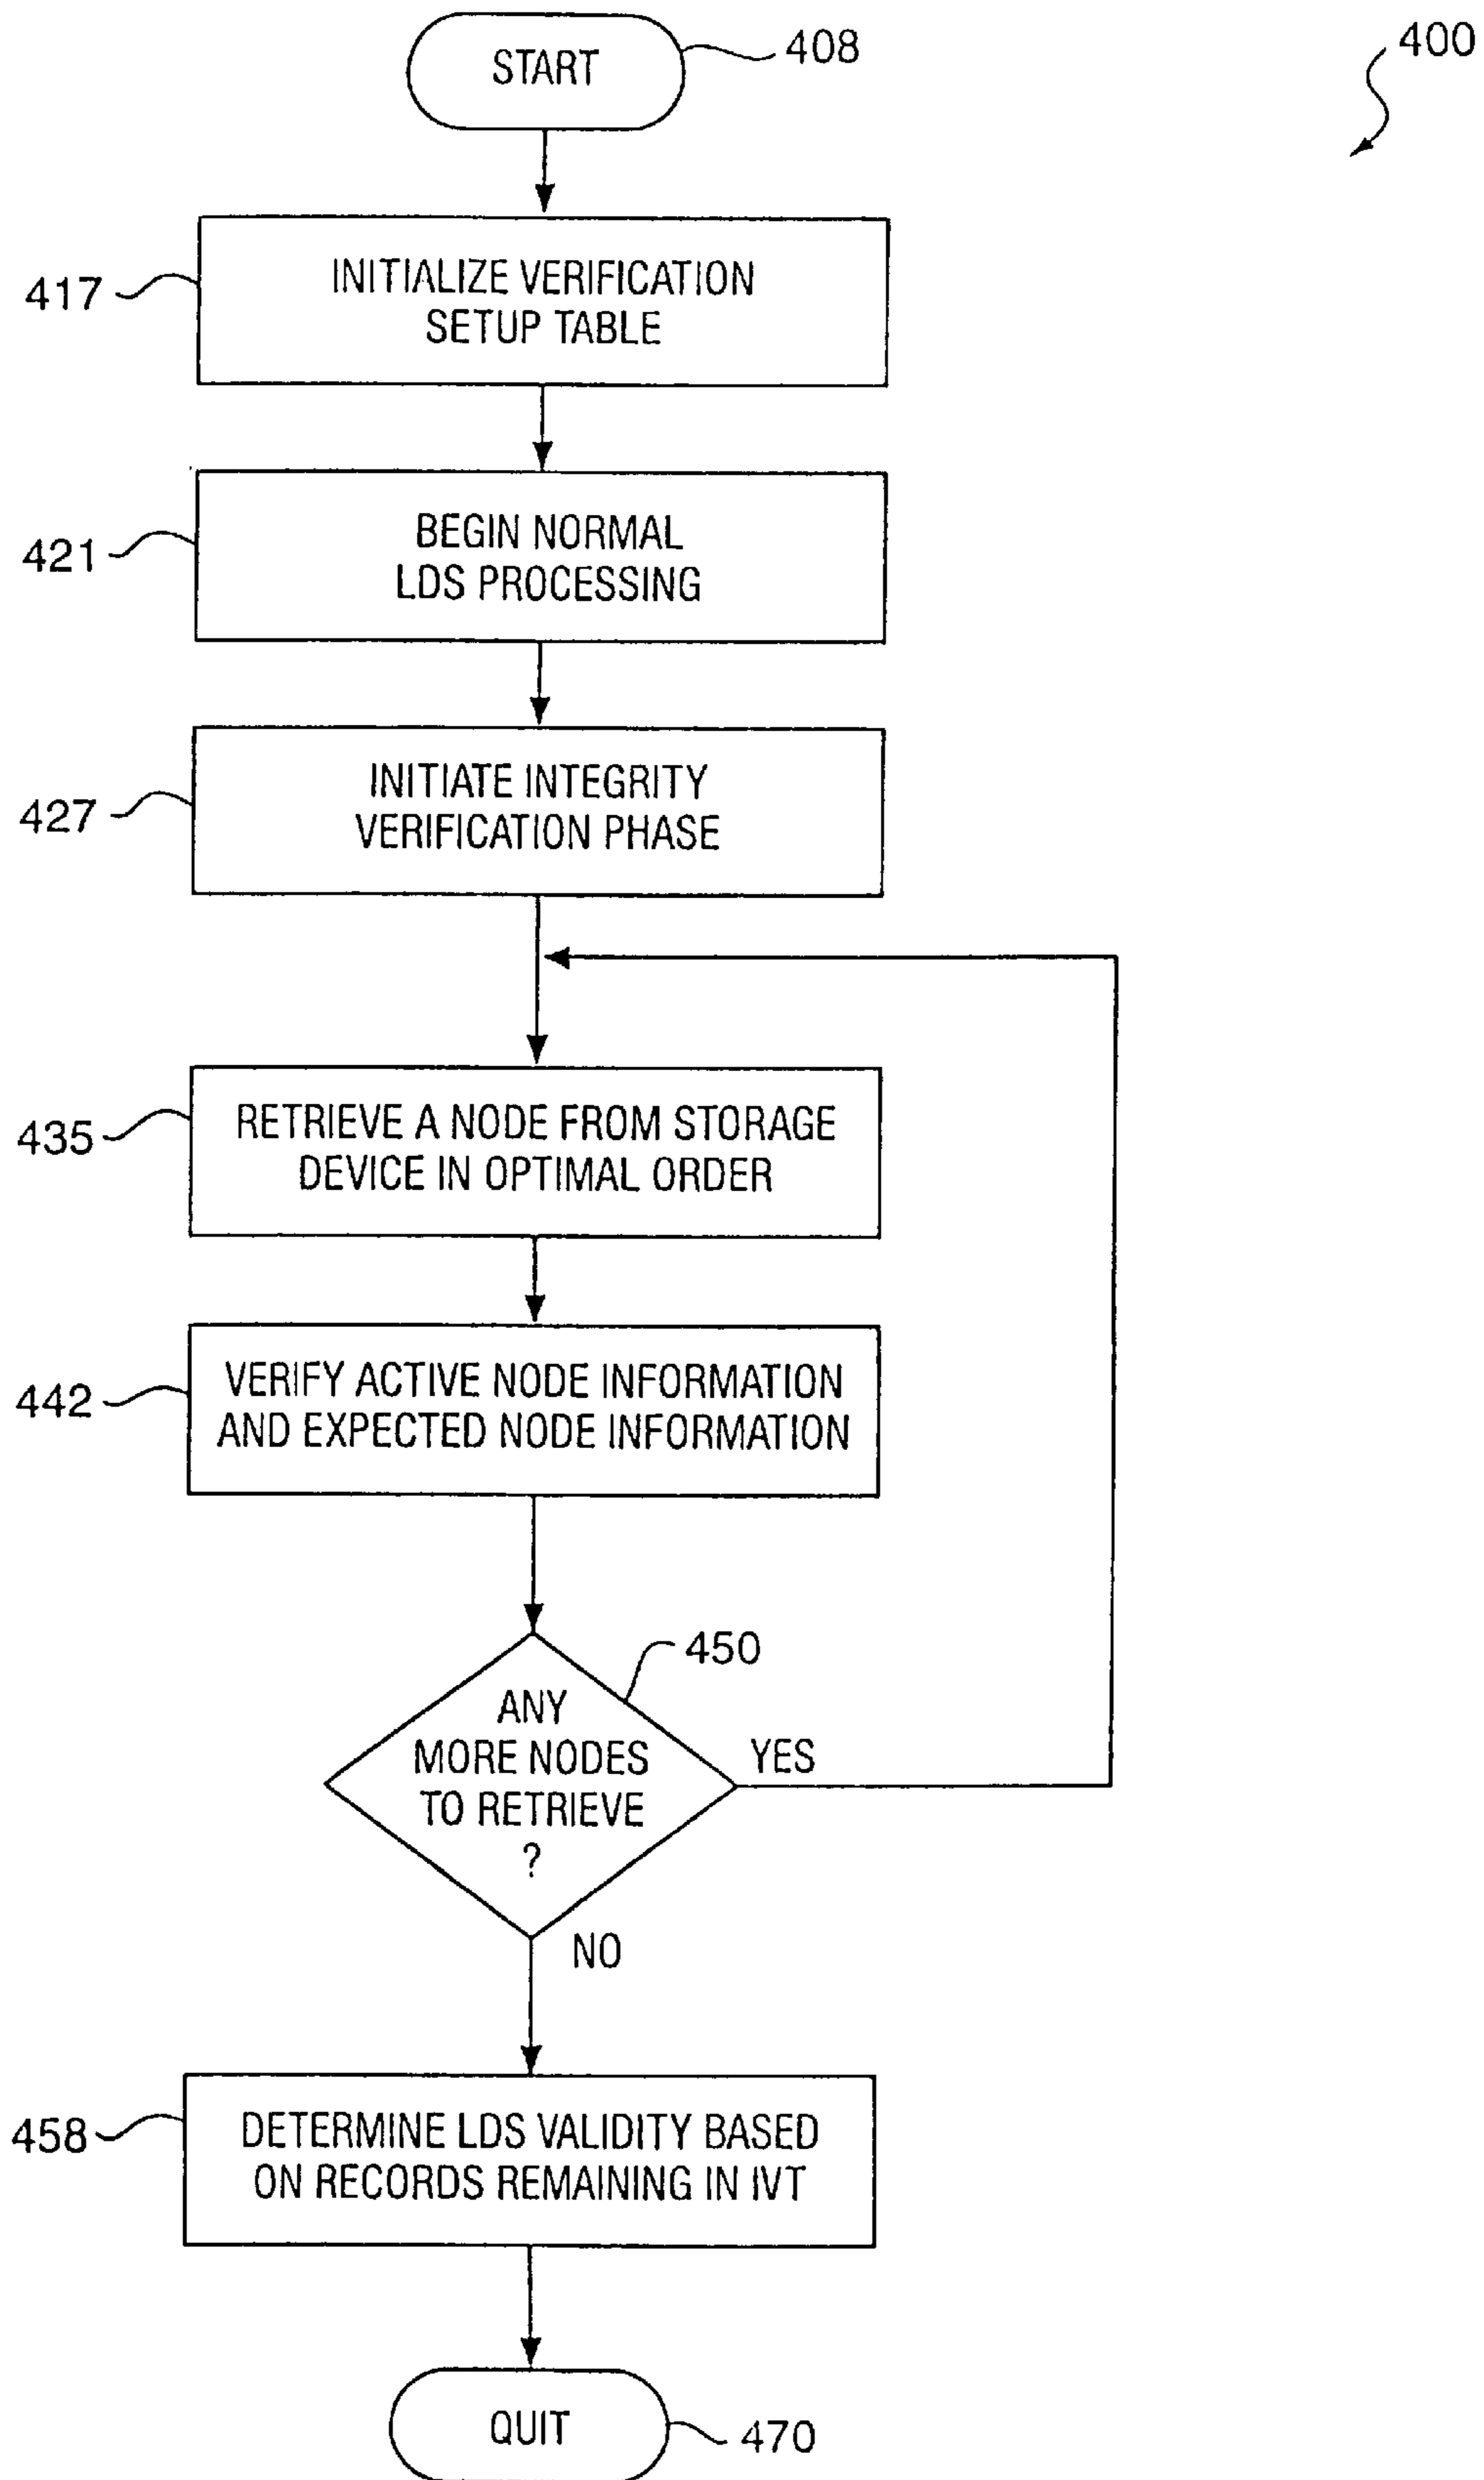 START
408
400
417
INITIALIZE VERIFICATION
SETUP TABLE
421
BEGIN NORMAL
LDS PROCESSING
427
INITIATE INTEGRITY
VERIFICATION PHASE
435
RETRIEVE A NODE FROM STORAGE
DEVICE IN OPTIMAL ORDER
442
VERIFY ACTIVE NODE INFORMATION
AND EXPECTED NODE INFORMATION
450
ANY
MORE NODES
TO RETRIEVE
?
YES
NO
458
DETERMINE LDS VALIDITY BASED
ON RECORDS REMAINING IN IVT
QUIT
470